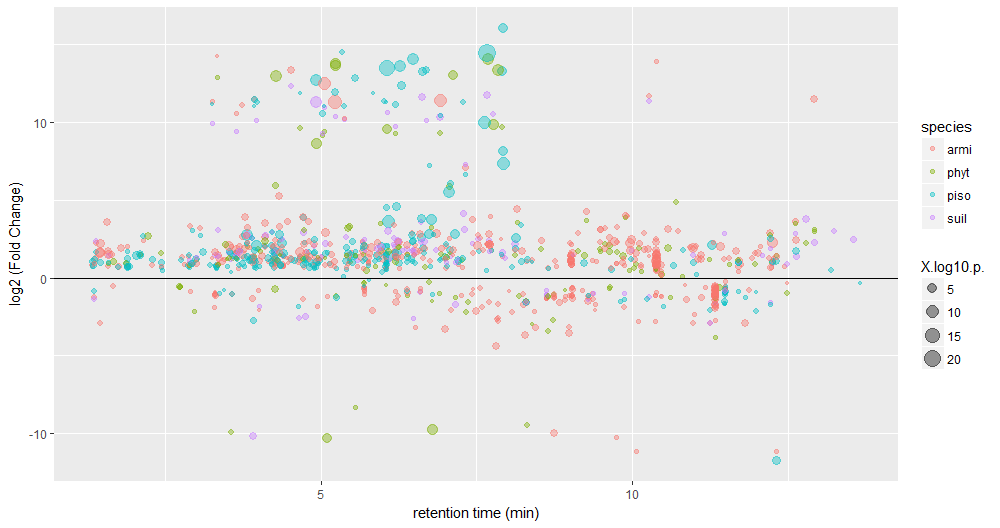 log2 (Fold Change)
10
0
-10
5
10
retention time (min)
species
armi
phyt
piso
suil
X.log10.p.
5
10
15
20